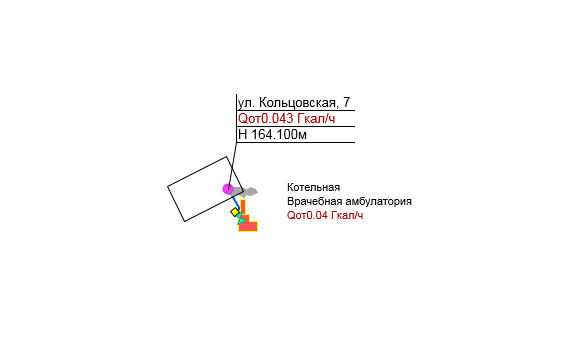 ул. Кольцовская, 7
Qот0.043 Гкал/ч
Н 164.100м
Котельная
Врачебная амбулатория
Qот0.04 Гкал/ч